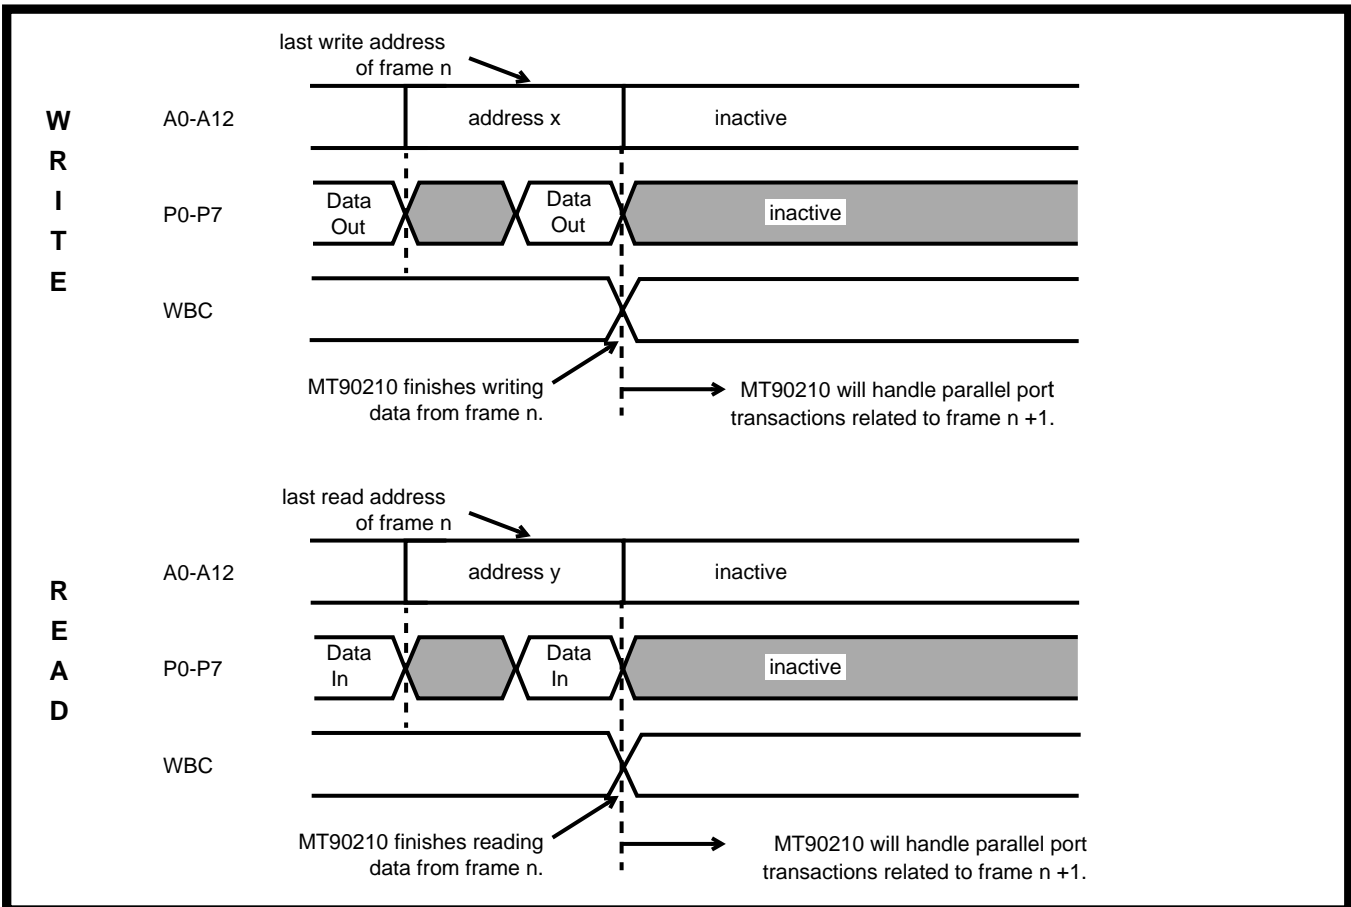 last write address
of frame n
WRITE
A0-A12
address x
inactive
P0-P7
Data
Out
Data
Out
inactive
WBC
MT90210 finishes writing
data from frame n.
MT90210 will handle parallel port
transactions related to frame n +1.
last read address
of frame n
READ
A0-A12
address y
inactive
P0-P7
Data
In
Data
In
inactive
WBC
MT90210 finishes reading
data from frame n.
MT90210 will handle parallel port
transactions related to frame n +1.